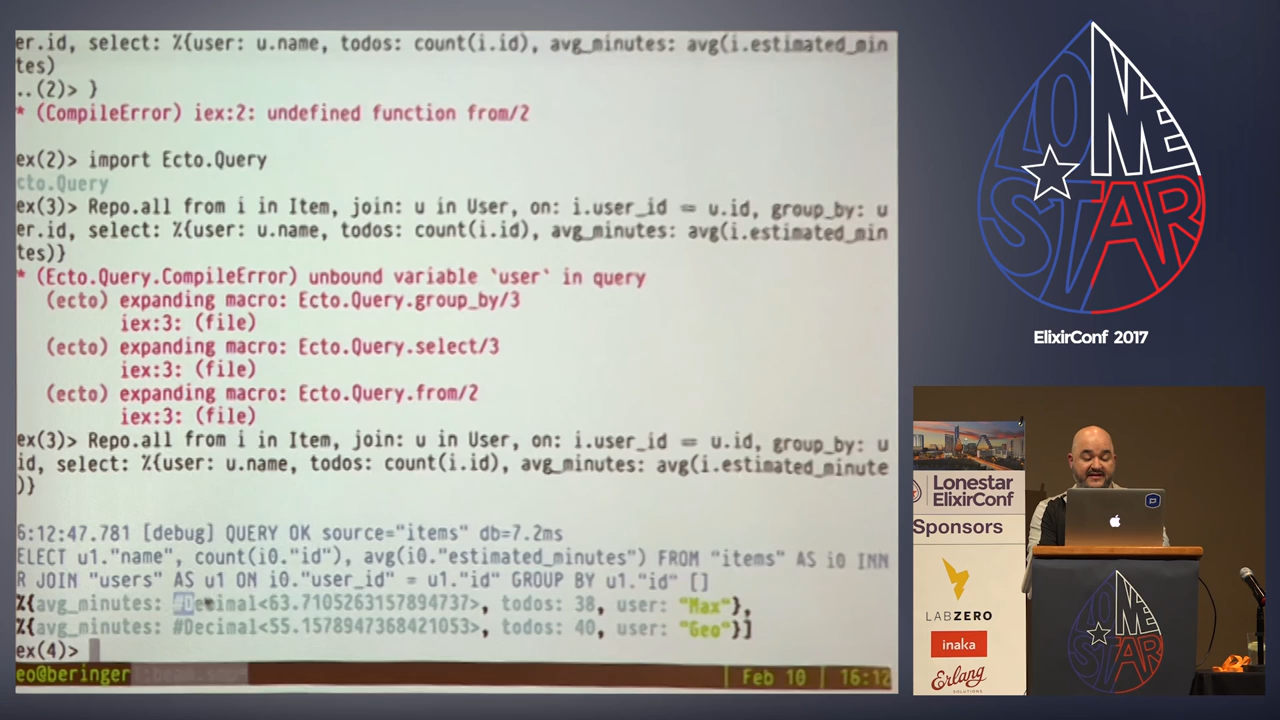 er.id, select: %{user: u.name, todos: count(i.id), avg_minutes: avg(i.estimated_min
tes)
..(2)> }
* (CompileError) iex:2: undefined function from/2
ex(2)> import Ecto.Query
cto.Query
ex(3)> Repo.all from i in Item, join: u in User, on: i.user_id == u.id, group_by: u
er.id, select: %{user: u.name, todos: count(i.id), avg_minutes: avg(i.estimated_min
tes)}
* (Ecto.Query.CompileError) unbound variable `user` in query
(ecto) expanding macro: Ecto.Query.group_by/3
iex:3: (file)
(ecto) expanding macro: Ecto.Query.select/3
iex:3: (file)
(ecto) expanding macro: Ecto.Query.from/2
iex:3: (file)
ex(3)> Repo.all from i in Item, join: u in User, on: i.user_id == u.id, group_by: u
id, select: %{user: u.name, todos: count(i.id), avg_minutes: avg(i.estimated_minute
)}
6:12:47.781 [debug] QUERY OK source="items" db=7.2ms
ELECT u1."name", count(i0."id"), avg(i0."estimated_minutes") FROM "items" AS i0 INN
R JOIN "users" AS u1 ON i0."user_id" = u1."id" GROUP BY u1."id" []
%{avg_minutes: #Decimal<63.7105263157894737>, todos: 38, user: "Max"},
%{avg_minutes: #Decimal<55.1578947368421053>, todos: 40, user: "Geo"}]
ex(4)>
eo@beringer
Feb 10 | 16:12
LONE
STAR
ElixirConf 2017
Lonestar
ElixirConf
Sponsors
LABZERO
inaka
Erlang
SOLUTIONS
LONE
STAR